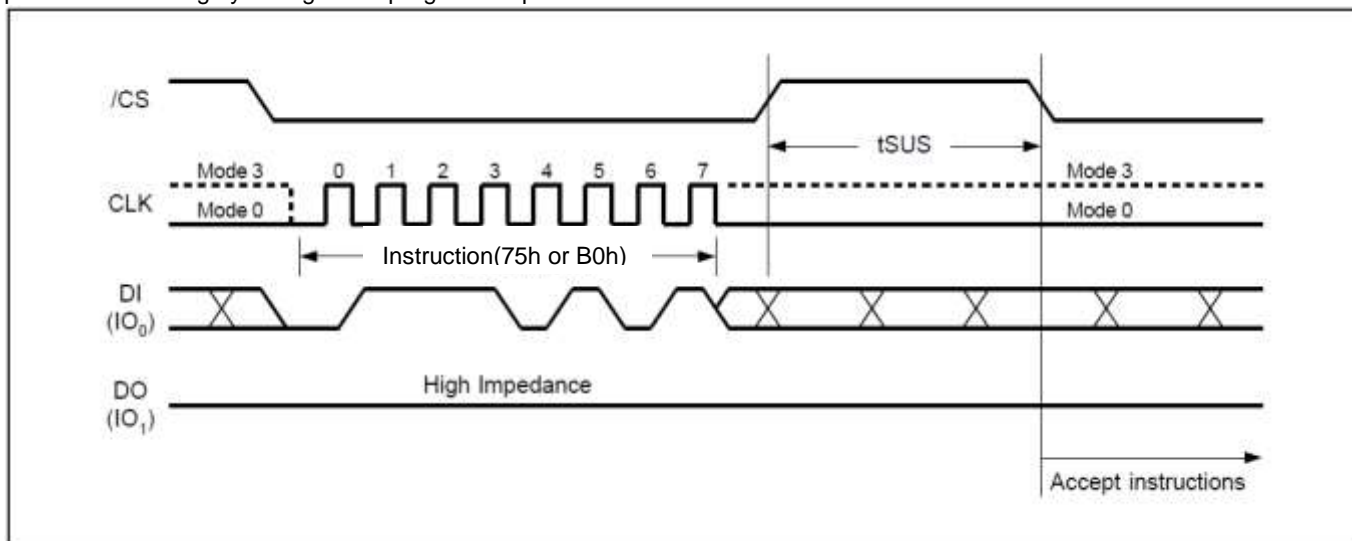 /CS
tSUS
Mode 3 0 1 2 3 4 5 6 7 Mode 3
CLK
Mode 0 Mode 0
Instruction(75h or B0h)
DI
(IO0)
High Impedance
DO
(IO1)
Accept instructions